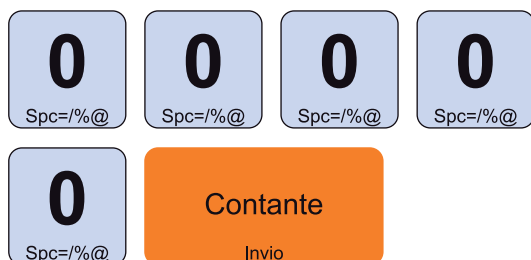 0 0 0 0
Spc=/%@ Spc=/%@ Spc=/%@ Spc=/%@
0 Contante
Spc=/%@ Invio